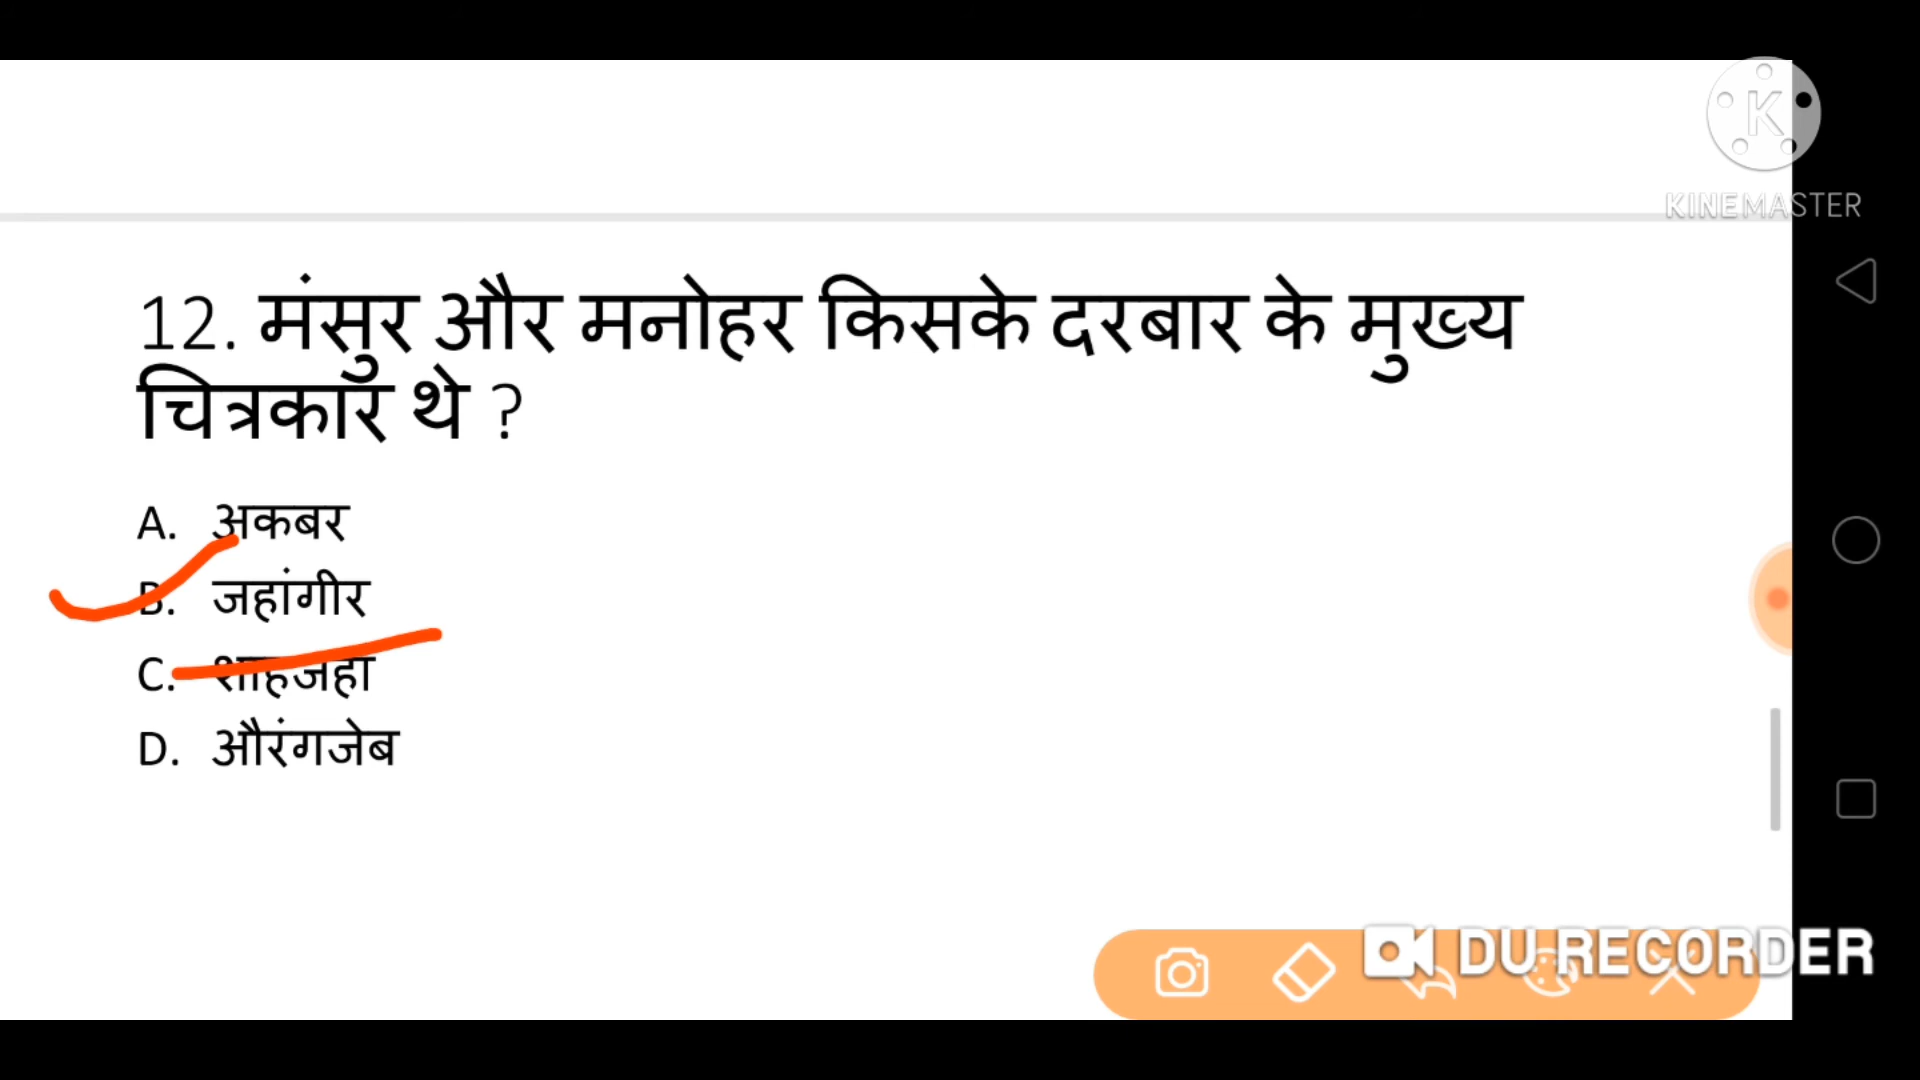 KINEMASTER
12. मंसुर और मनोहर किसके दरबार के मुख्य
चित्रकार थे ?
A. अकबर
B. जहांगीर
C. शाहजहा
D. औरंगजेब
DU RECORDER